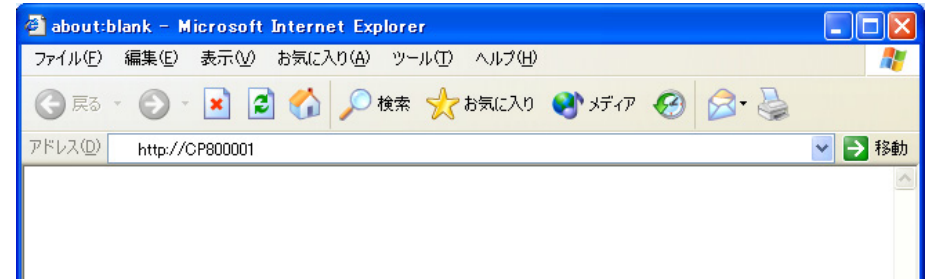 about:blank - Microsoft Internet Explorer
ファイル(F) 編集(E) 表示(V) お気に入り(A) ツール(T) ヘルプ(H)
戻る 検索 お気に入り メディア
アドレス(D) http://CP800001 移動